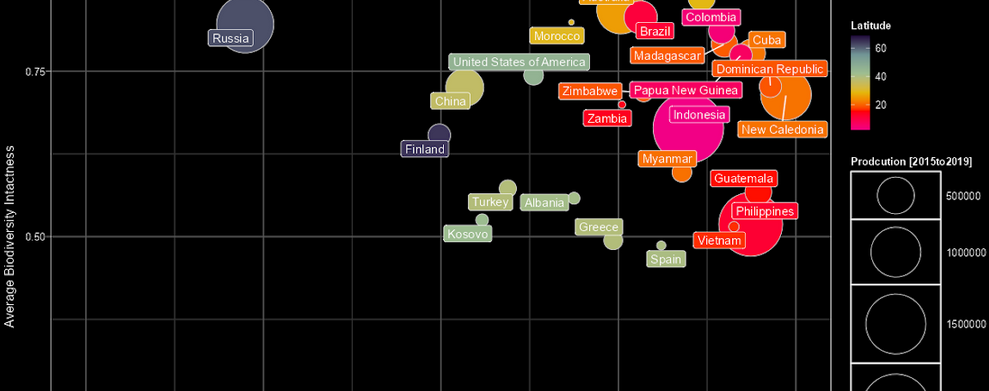 Australia
Colombia
Latitude
Morocco
Brazil
Cuba
Russia
Madagascar
60
United States of America
Dominican Republic
0.75
40
Zimbabwe
Papua New Guinea
China
20
Zambia
Indonesia
New Caledonia
Finland
Myanmar
Prodcution [2015to2019]
Guatemala
500000
Turkey
Albania
Philippines
Greece
Kosovo
Vietnam
0.50
Spain
1000000
Average Biodiversity Intactness
1500000